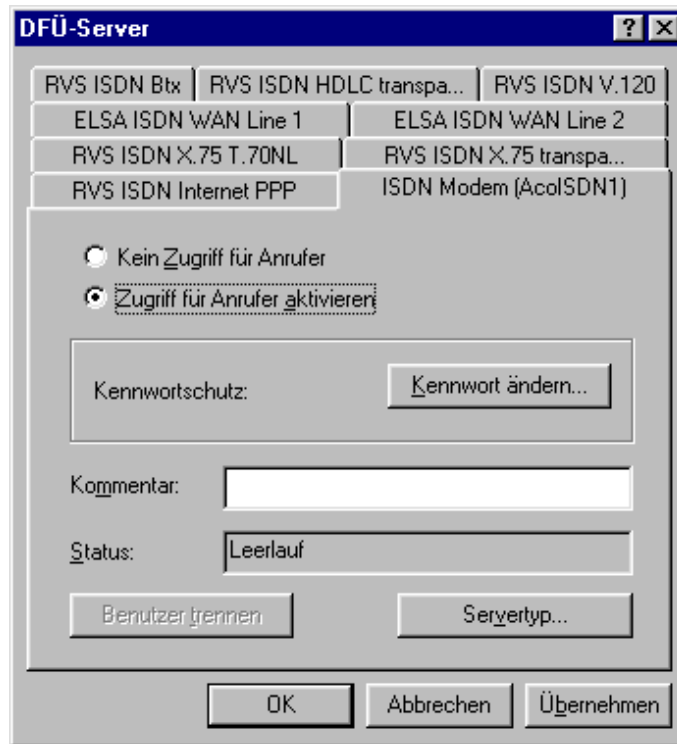 DFÜ-Server
RVS ISDN Btx RVS ISDN HDLC transpa... RVS ISDN V.120
ELSA ISDN WAN Line 1 ELSA ISDN WAN Line 2
RVS ISDN X.75 T.70NL RVS ISDN X.75 transpa...
RVS ISDN Internet PPP ISDN Modem (AcoISDN1)
Kein Zugriff für Anrufer
Zugriff für Anrufer aktivieren
Kennwortschutz: Kennwort ändern...
Kommentar:
Status: Leerlauf
Benutzer trennen Servertyp...
OK Abbrechen Übernehmen